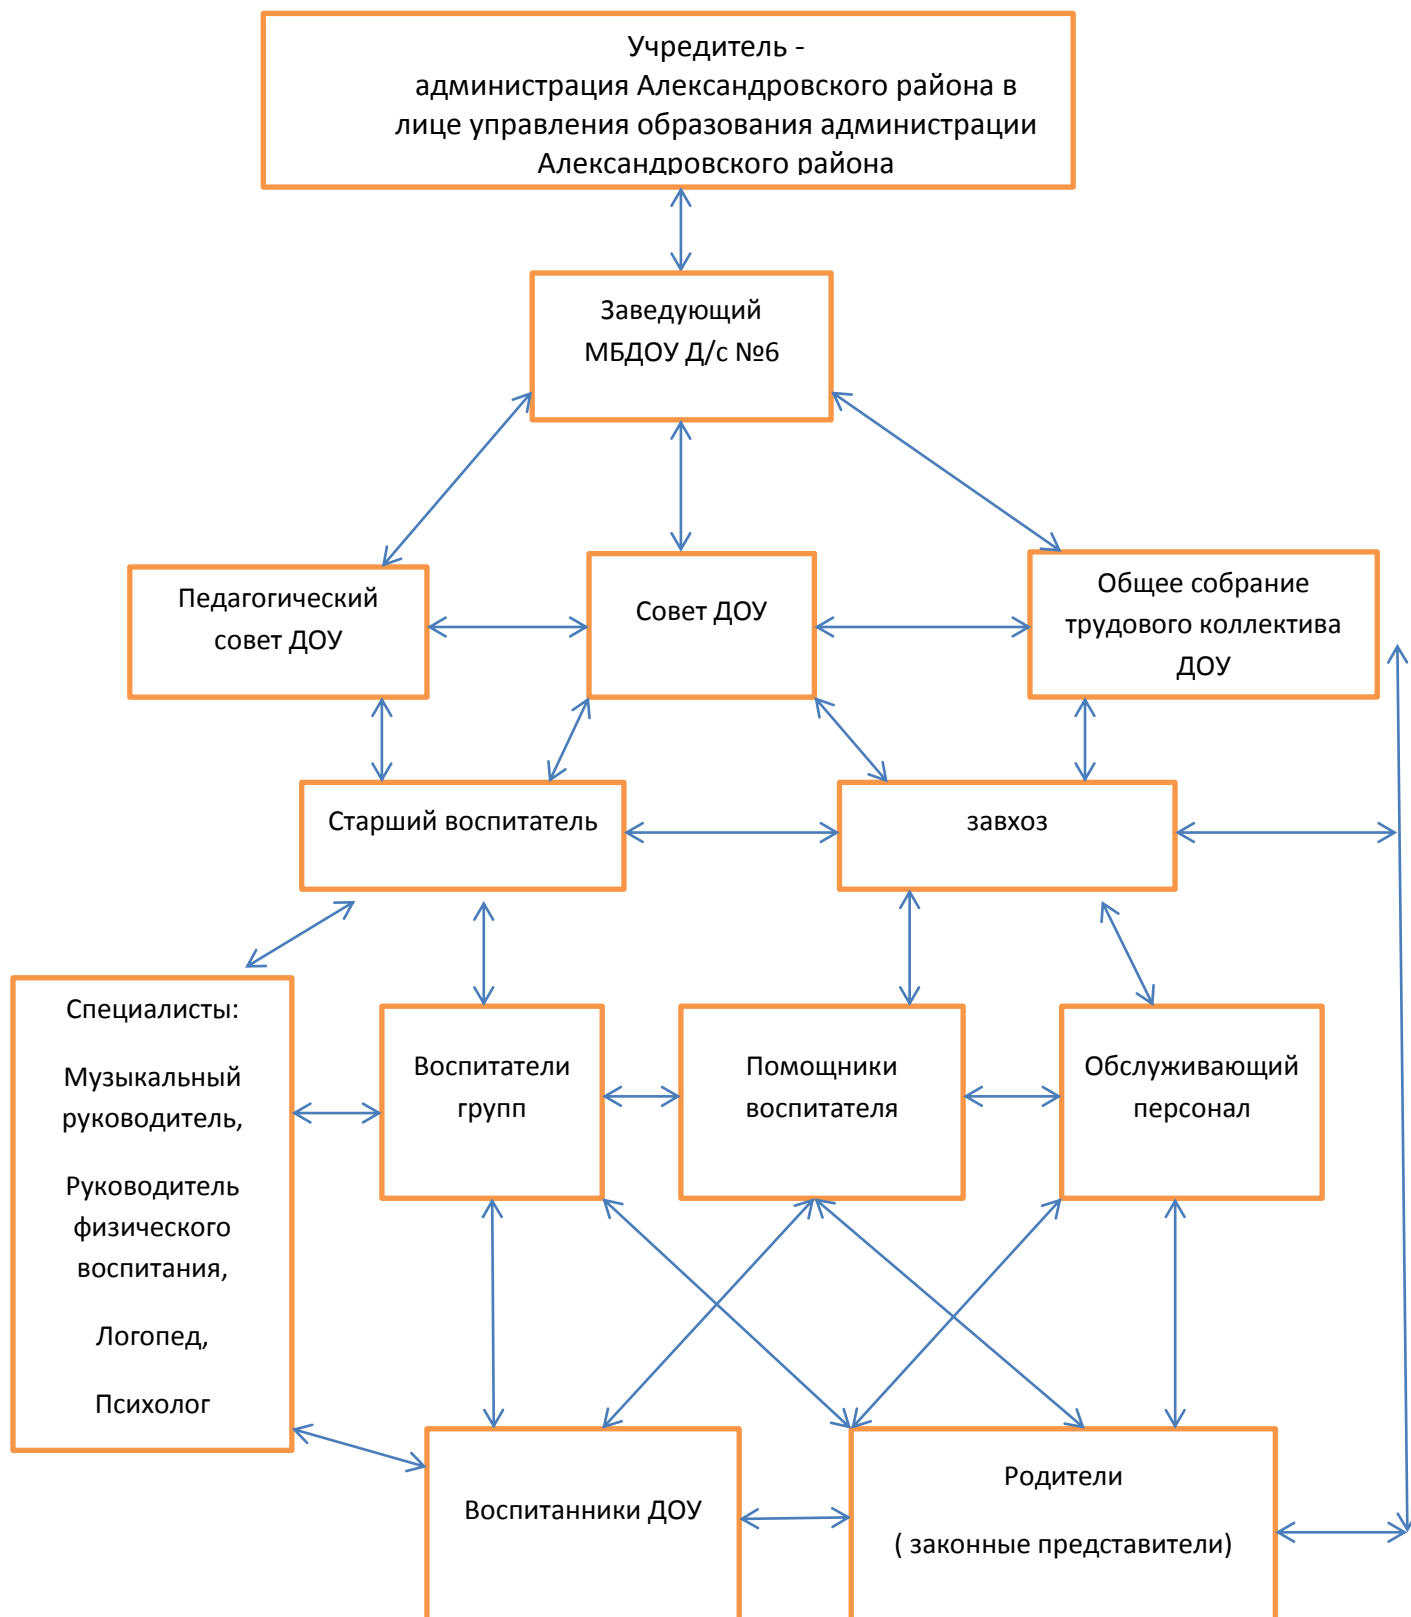 Учредитель -
администрация Александровского района в
лице управления образования администрации
Александровского района
Заведующий
МБДОУ Д/с №6
Педагогический
совет ДОУ
Совет ДОУ
Общее собрание
трудового коллектива
ДОУ
Старший воспитатель
завхоз
Специалисты:
Музыкальный
руководитель,
Руководитель
физического
воспитания,
Логопед,
Психолог
Воспитатели
групп
Помощники
воспитателя
Обслуживающий
персонал
Воспитанники ДОУ
Родители
( законные представители)